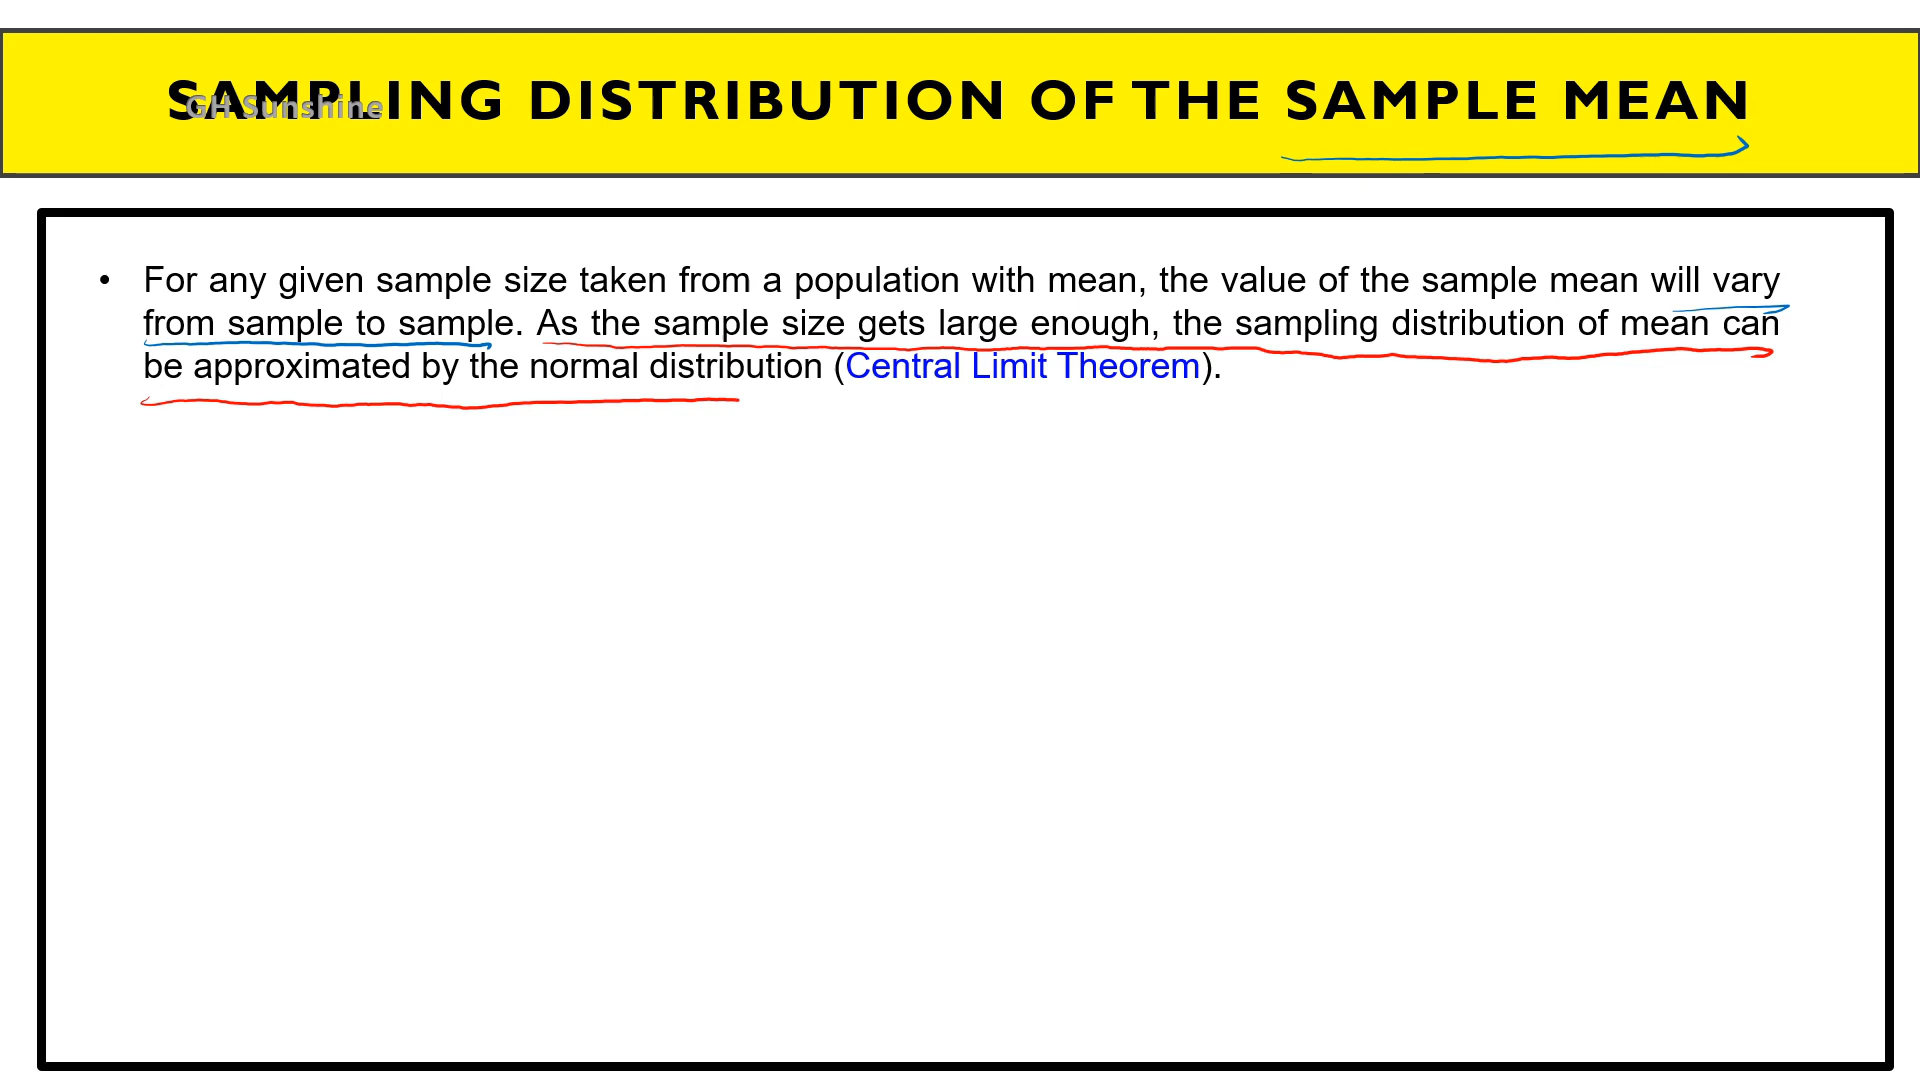 SAMPLING DISTRIBUTION OF THE SAMPLE MEAN
GH Sunshine
• For any given sample size taken from a population with mean, the value of the sample mean will vary
from sample to sample. As the sample size gets large enough, the sampling distribution of mean can
be approximated by the normal distribution (Central Limit Theorem).